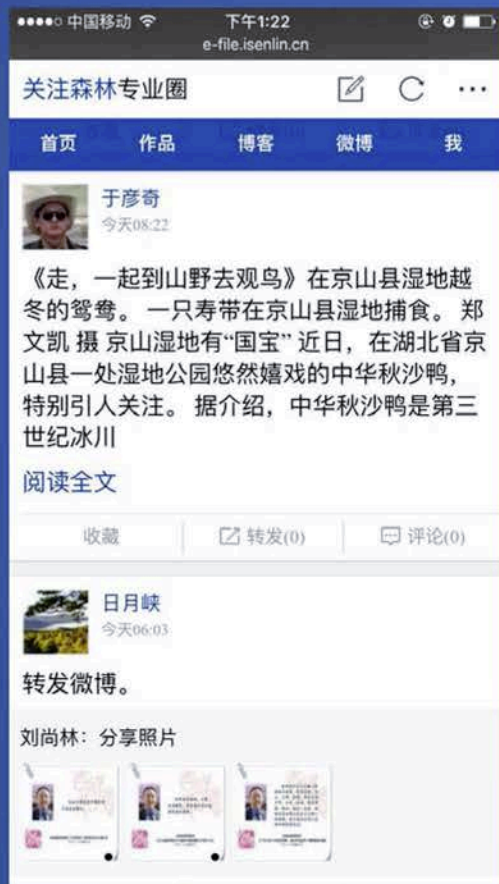 中国移动 下午1:22
e-file.isenlin.cn
关注森林专业圈
首页 作品 博客 微博 我
于彦奇
今天08:22
《走，一起到山野去观鸟》在京山县湿地越
冬的鸳鸯。 一只寿带在京山县湿地捕食。 郑
文凯 摄 京山湿地有“国宝” 近日，在湖北省京
山县一处湿地公园悠然嬉戏的中华秋沙鸭，
特别引人关注。 据介绍，中华秋沙鸭是第三
世纪冰川
阅读全文
收藏 转发(0) 评论(0)
日月峡
今天06:03
转发微博。
刘尚林：分享照片